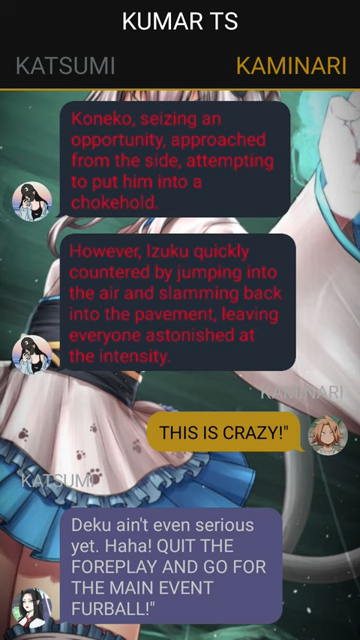 KUMAR TS
KATSUMI
KAMINARI
Koneko, seizing an
opportunity, approached
from the side, attempting
to put him into a
chokehold.
However, Izuku quickly
countered by jumping into
the air and slamming back
into the pavement, leaving
everyone astonished at
the intensity.
KAMINARI
THIS IS CRAZY!"
KATSUMI
Deku ain't even serious
yet. Haha! QUIT THE
FOREPLAY AND GO FOR
THE MAIN EVENT
FURBALL!"